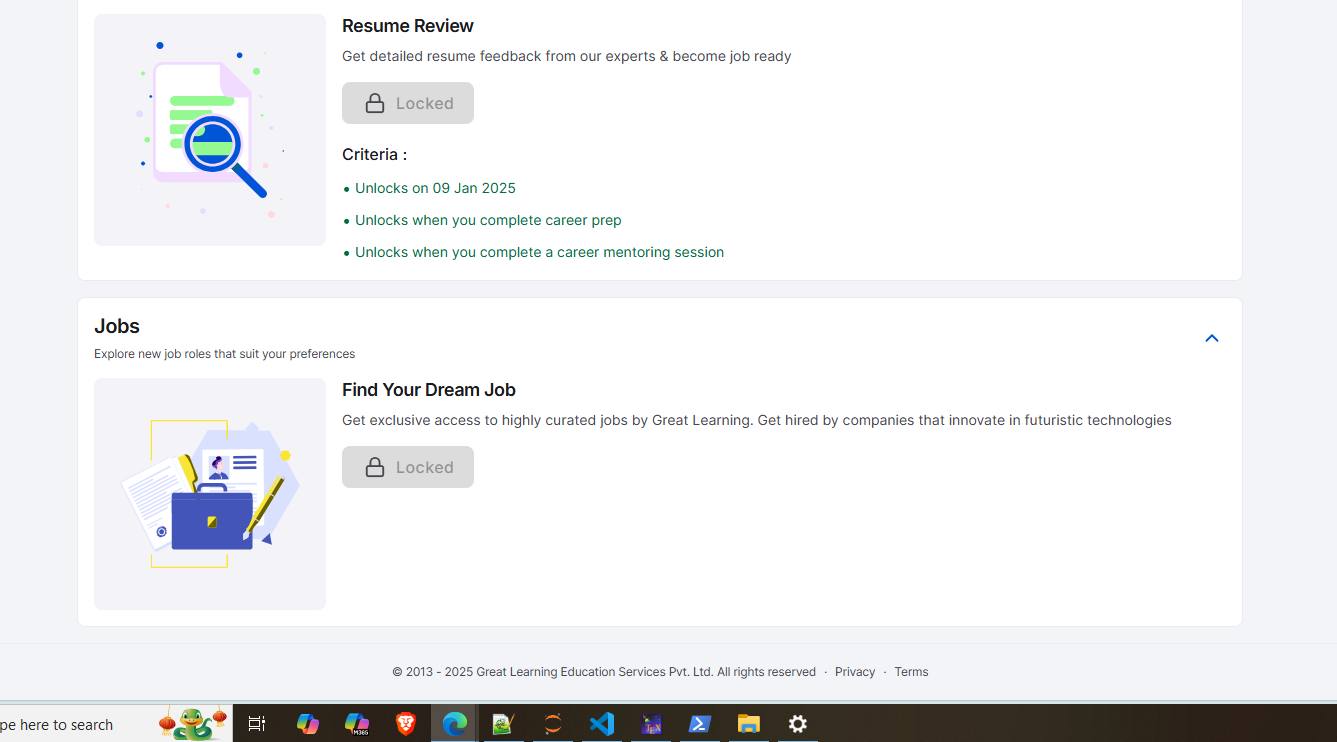 Resume Review
Get detailed resume feedback from our experts & become job ready
Locked
Criteria :
• Unlocks on 09 Jan 2025
• Unlocks when you complete career prep
• Unlocks when you complete a career mentoring session
Jobs
Explore new job roles that suit your preferences
Find Your Dream Job
Get exclusive access to highly curated jobs by Great Learning. Get hired by companies that innovate in futuristic technologies
Locked
© 2013 - 2025 Great Learning Education Services Pvt. Ltd. All rights reserved · Privacy · Terms
pe here to search
M365